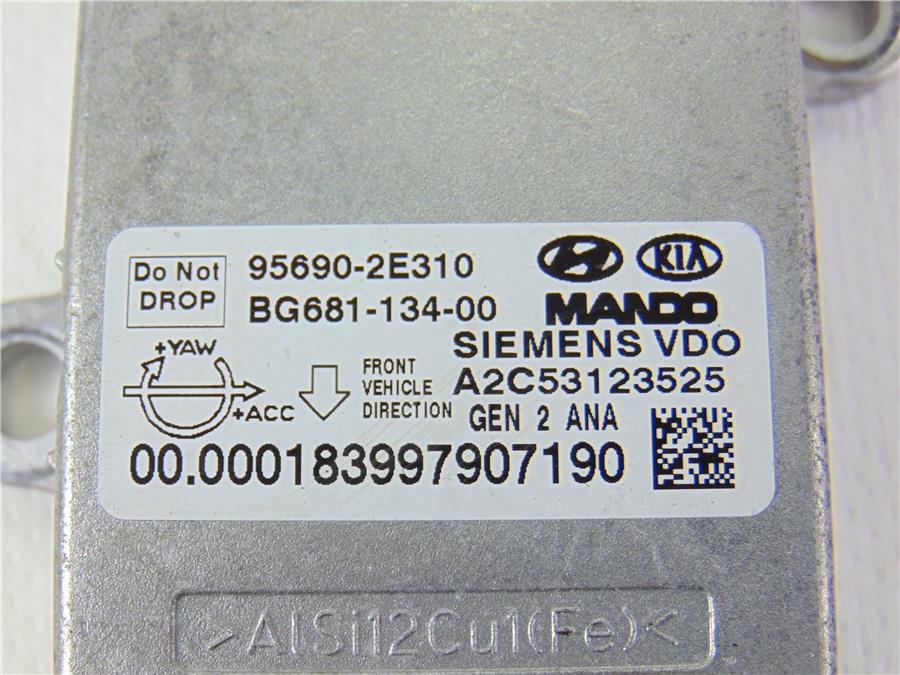 Do Not
DROP
95690-2E310
BG681-134-00
KIA
MANDO
SIEMENS VDO
A2C53123525
GEN 2 ANA
+YAW
+ACC
FRONT
VEHICLE
DIRECTION
00.000183997907190
>AlSi12Cu1(Fe)<